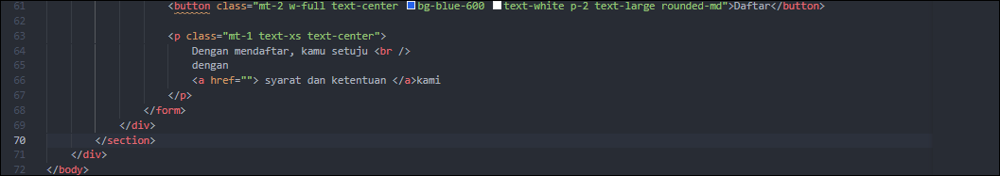 61 <button class="mt-2 w-full text-center bg-blue-600 text-white p-2 text-large rounded-md">Daftar</button>
62
63 <p class="mt-1 text-xs text-center">
64 Dengan mendaftar, kamu setuju <br />
65 dengan
66 <a href=""> syarat dan ketentuan </a>kami
67 </p>
68 </form>
69 </div>
70 </section>
71 </div>
72 </body>